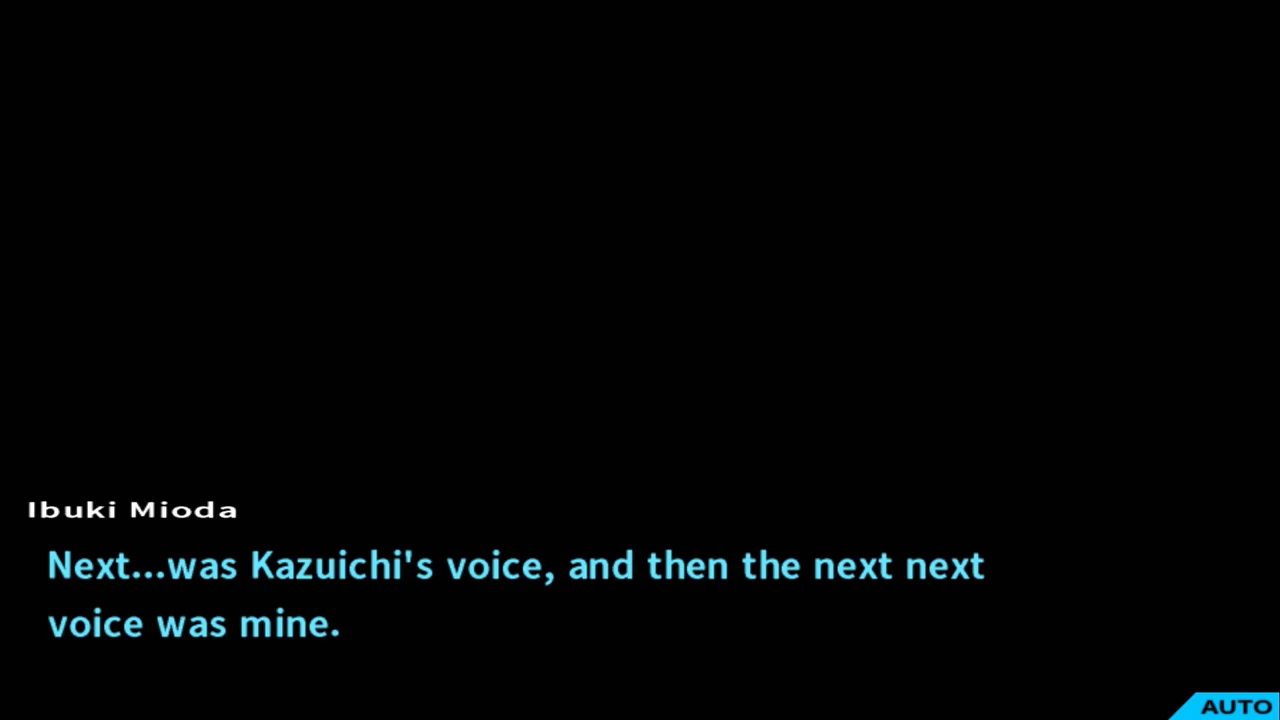 Ibuki Mioda
Next...was Kazuichi's voice, and then the next next
voice was mine.
AUTO